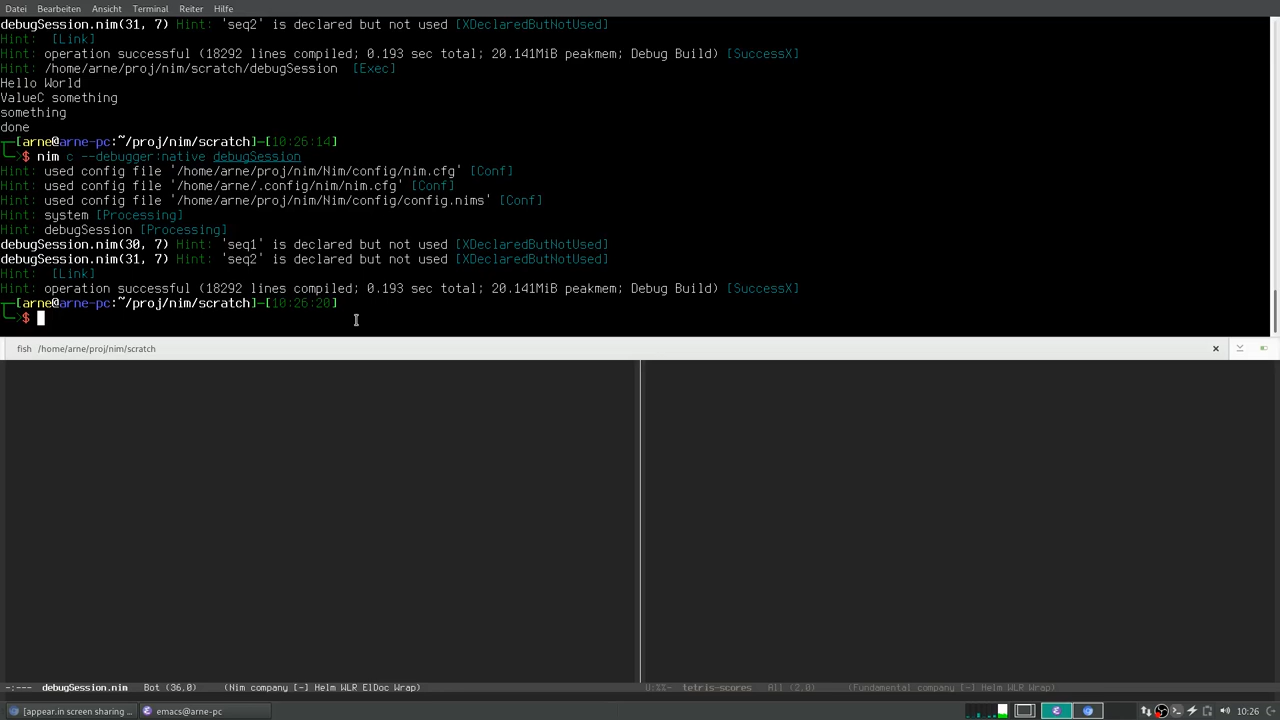 Datei Bearbeiten Ansicht Terminal Reiter Hilfe
debugSession.nim(31, 7) Hint: 'seq2' is declared but not used [XDeclaredButNotUsed]
Hint:  [Link]
Hint: operation successful (18292 lines compiled; 0.193 sec total; 20.141MiB peakmem; Debug Build) [SuccessX]
Hint: /home/arne/proj/nim/scratch/debugSession  [Exec]
Hello World
ValueC something
something
done
[arne@arne-pc:~/proj/nim/scratch]-[10:26:14]
>$ nim c --debugger:native debugSession
Hint: used config file '/home/arne/proj/nim/Nim/config/nim.cfg' [Conf]
Hint: used config file '/home/arne/.config/nim/nim.cfg' [Conf]
Hint: used config file '/home/arne/proj/nim/Nim/config/config.nims' [Conf]
Hint: system [Processing]
Hint: debugSession [Processing]
debugSession.nim(30, 7) Hint: 'seq1' is declared but not used [XDeclaredButNotUsed]
debugSession.nim(31, 7) Hint: 'seq2' is declared but not used [XDeclaredButNotUsed]
Hint:  [Link]
Hint: operation successful (18292 lines compiled; 0.193 sec total; 20.141MiB peakmem; Debug Build) [SuccessX]
[arne@arne-pc:~/proj/nim/scratch]-[10:26:20]
>$
fish /home/arne/proj/nim/scratch
-:--- debugSession.nim Bot (36,0) (Nim company [-] Helm WLR ElDoc Wrap)
U:%%- tetris-scores All (2,0) (Fundamental company [-] Helm WLR Wrap)
[appear.in screen sharing ... emacs@arne-pc 10:26